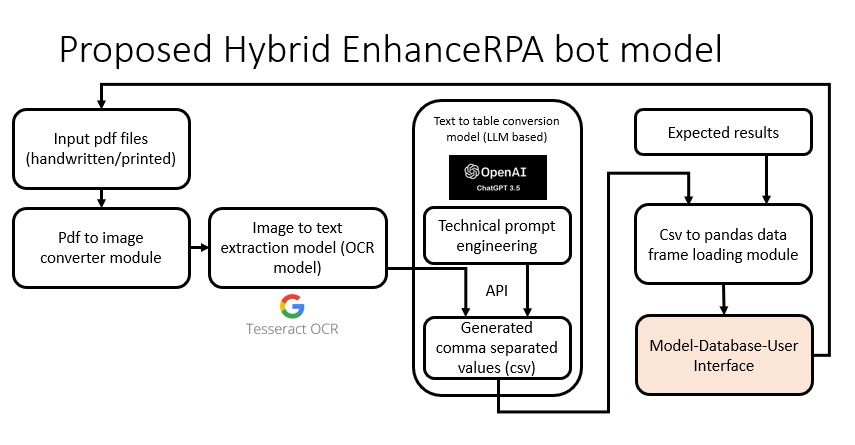 Proposed Hybrid EnhanceRPA bot model
Input pdf files
(handwritten/printed)
Pdf to image
converter module
Image to text
extraction model (OCR
model)
Tesseract OCR
Text to table conversion
model (LLM based)
OpenAI
ChatGPT 3.5
Technical prompt
engineering
API
Generated
comma separated
values (csv)
Expected results
Csv to pandas data
frame loading module
Model-Database-User
Interface